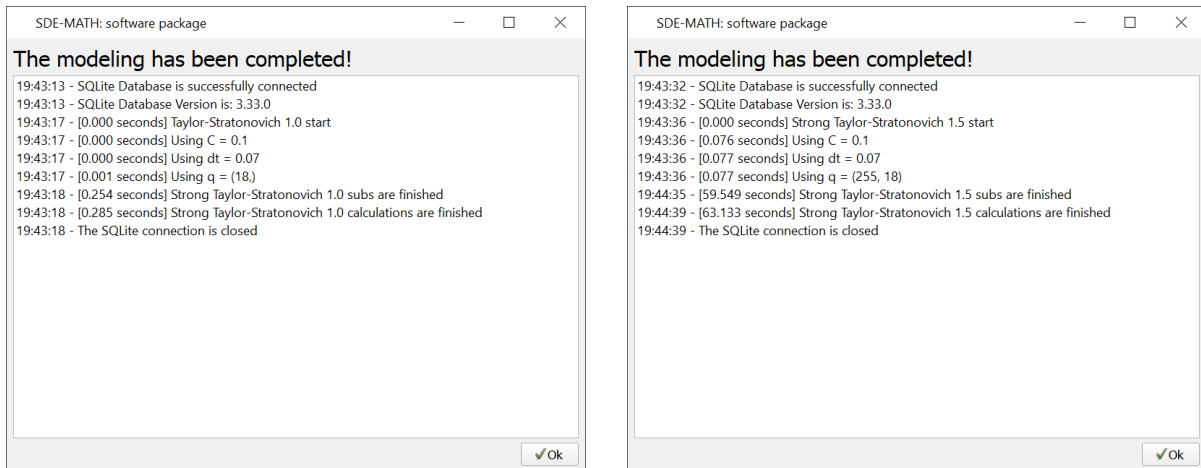 SDE-MATH: software package
The modeling has been completed!
19:43:13 - SQLite Database is successfully connected
19:43:13 - SQLite Database Version is: 3.33.0
19:43:17 - [0.000 seconds] Taylor-Stratonovich 1.0 start
19:43:17 - [0.000 seconds] Using C = 0.1
19:43:17 - [0.000 seconds] Using dt = 0.07
19:43:17 - [0.001 seconds] Using q = (18,)
19:43:18 - [0.254 seconds] Strong Taylor-Stratonovich 1.0 subs are finished
19:43:18 - [0.285 seconds] Strong Taylor-Stratonovich 1.0 calculations are finished
19:43:18 - The SQLite connection is closed
Ok
SDE-MATH: software package
The modeling has been completed!
19:43:32 - SQLite Database is successfully connected
19:43:32 - SQLite Database Version is: 3.33.0
19:43:36 - [0.000 seconds] Strong Taylor-Stratonovich 1.5 start
19:43:36 - [0.076 seconds] Using C = 0.1
19:43:36 - [0.077 seconds] Using dt = 0.07
19:43:36 - [0.077 seconds] Using q = (255, 18)
19:44:35 - [59.549 seconds] Strong Taylor-Stratonovich 1.5 subs are finished
19:44:39 - [63.133 seconds] Strong Taylor-Stratonovich 1.5 calculations are finished
19:44:39 - The SQLite connection is closed
Ok